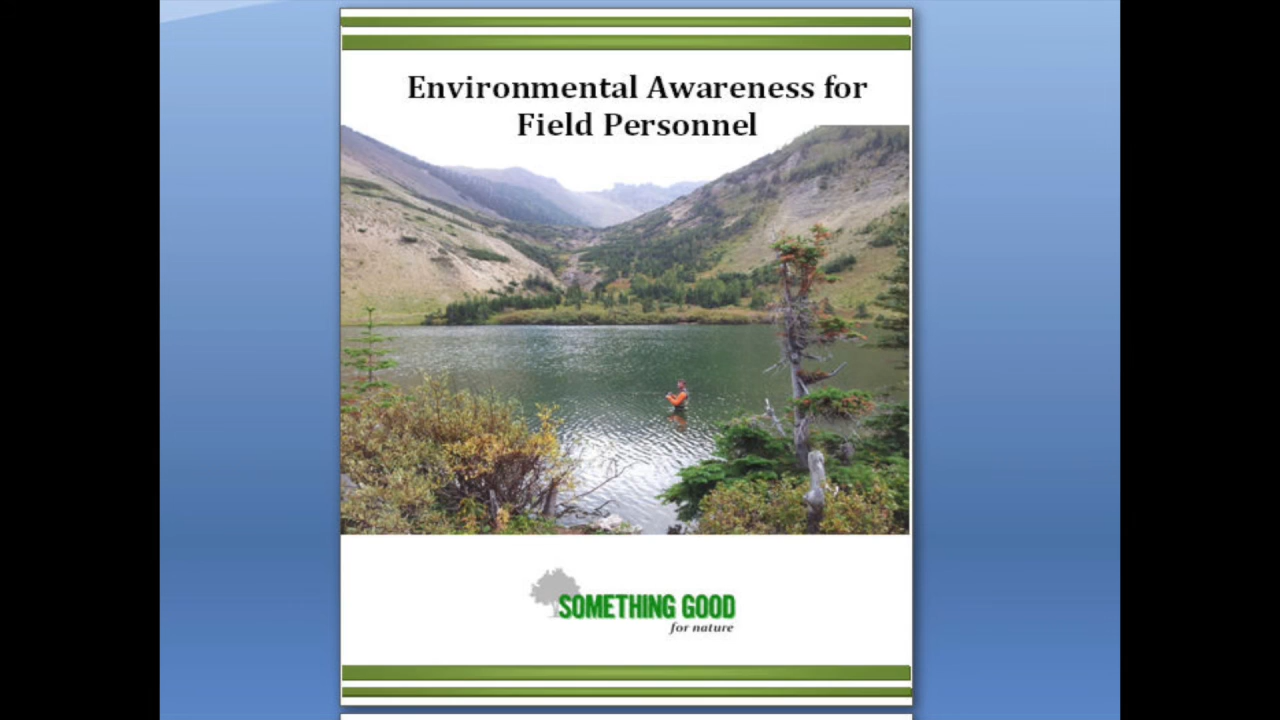 Environmental Awareness for
Field Personnel
SOMETHING GOOD
for nature